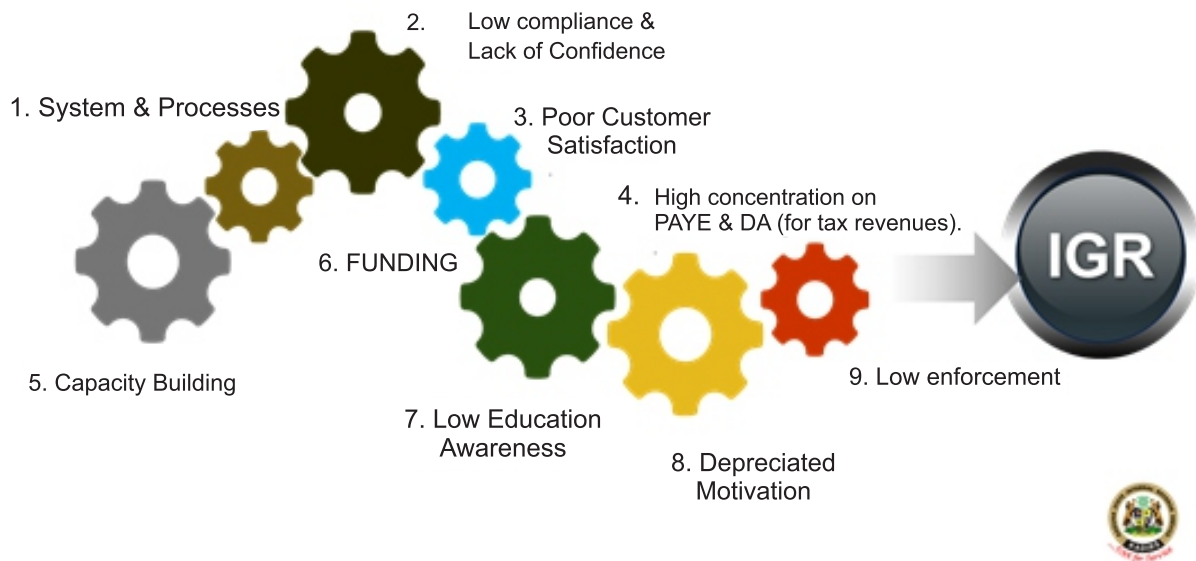 2. Low compliance &
Lack of Confidence
1. System & Processes
3. Poor Customer
Satisfaction
4. High concentration on
PAYE & DA (for tax revenues).
IGR
6. FUNDING
5. Capacity Building
9. Low enforcement
7. Low Education
Awareness
8. Depreciated
Motivation